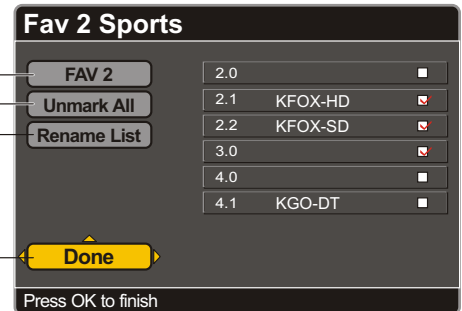 Fav 2 Sports
FAV 2
Unmark All
Rename List
Done
2.0
2.1 KFOX-HD
2.2 KFOX-SD
3.0
4.0
4.1 KGO-DT
Press OK to finish